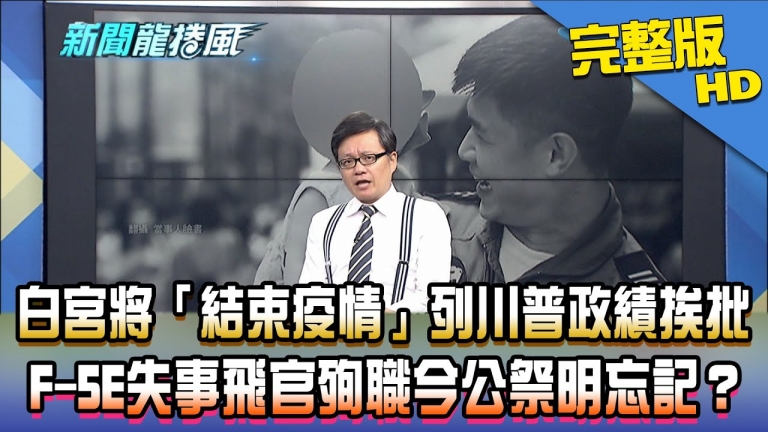 新聞龍捲風
完整版
HD
翻攝 當事人臉書
白宮將「結束疫情」列川普政績挨批
F-5E失事飛官殉職今公祭明忘記？